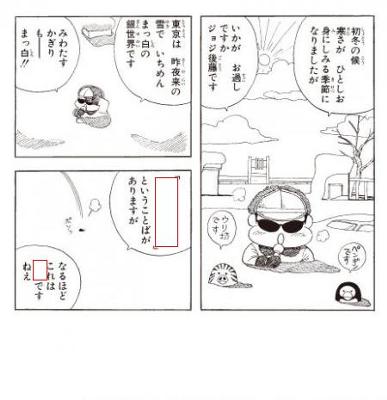 初冬の候
寒さが ひとしお
身にしみる季節に
なりましたが
いかが お過し
ですか
ジョジ後藤です
ペンギン
です
ウリ坊
です
東京は 昨夜来の
雪で いちめん
まっ白の
銀世界です
みわたす
かぎり
もーー
まっ白!!
ということばが
ありますが
なるほど
これは
です
ねえ